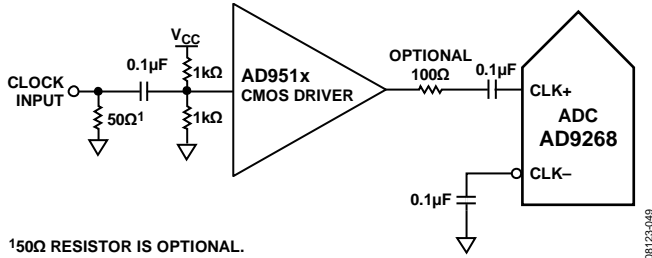 CLOCK
INPUT
50Ω¹
0.1µF
VCC
1kΩ
1kΩ
AD951x
CMOS DRIVER
OPTIONAL
100Ω
0.1µF
CLK+
ADC
AD9268
CLK–
0.1µF
¹50Ω RESISTOR IS OPTIONAL.
08123-049